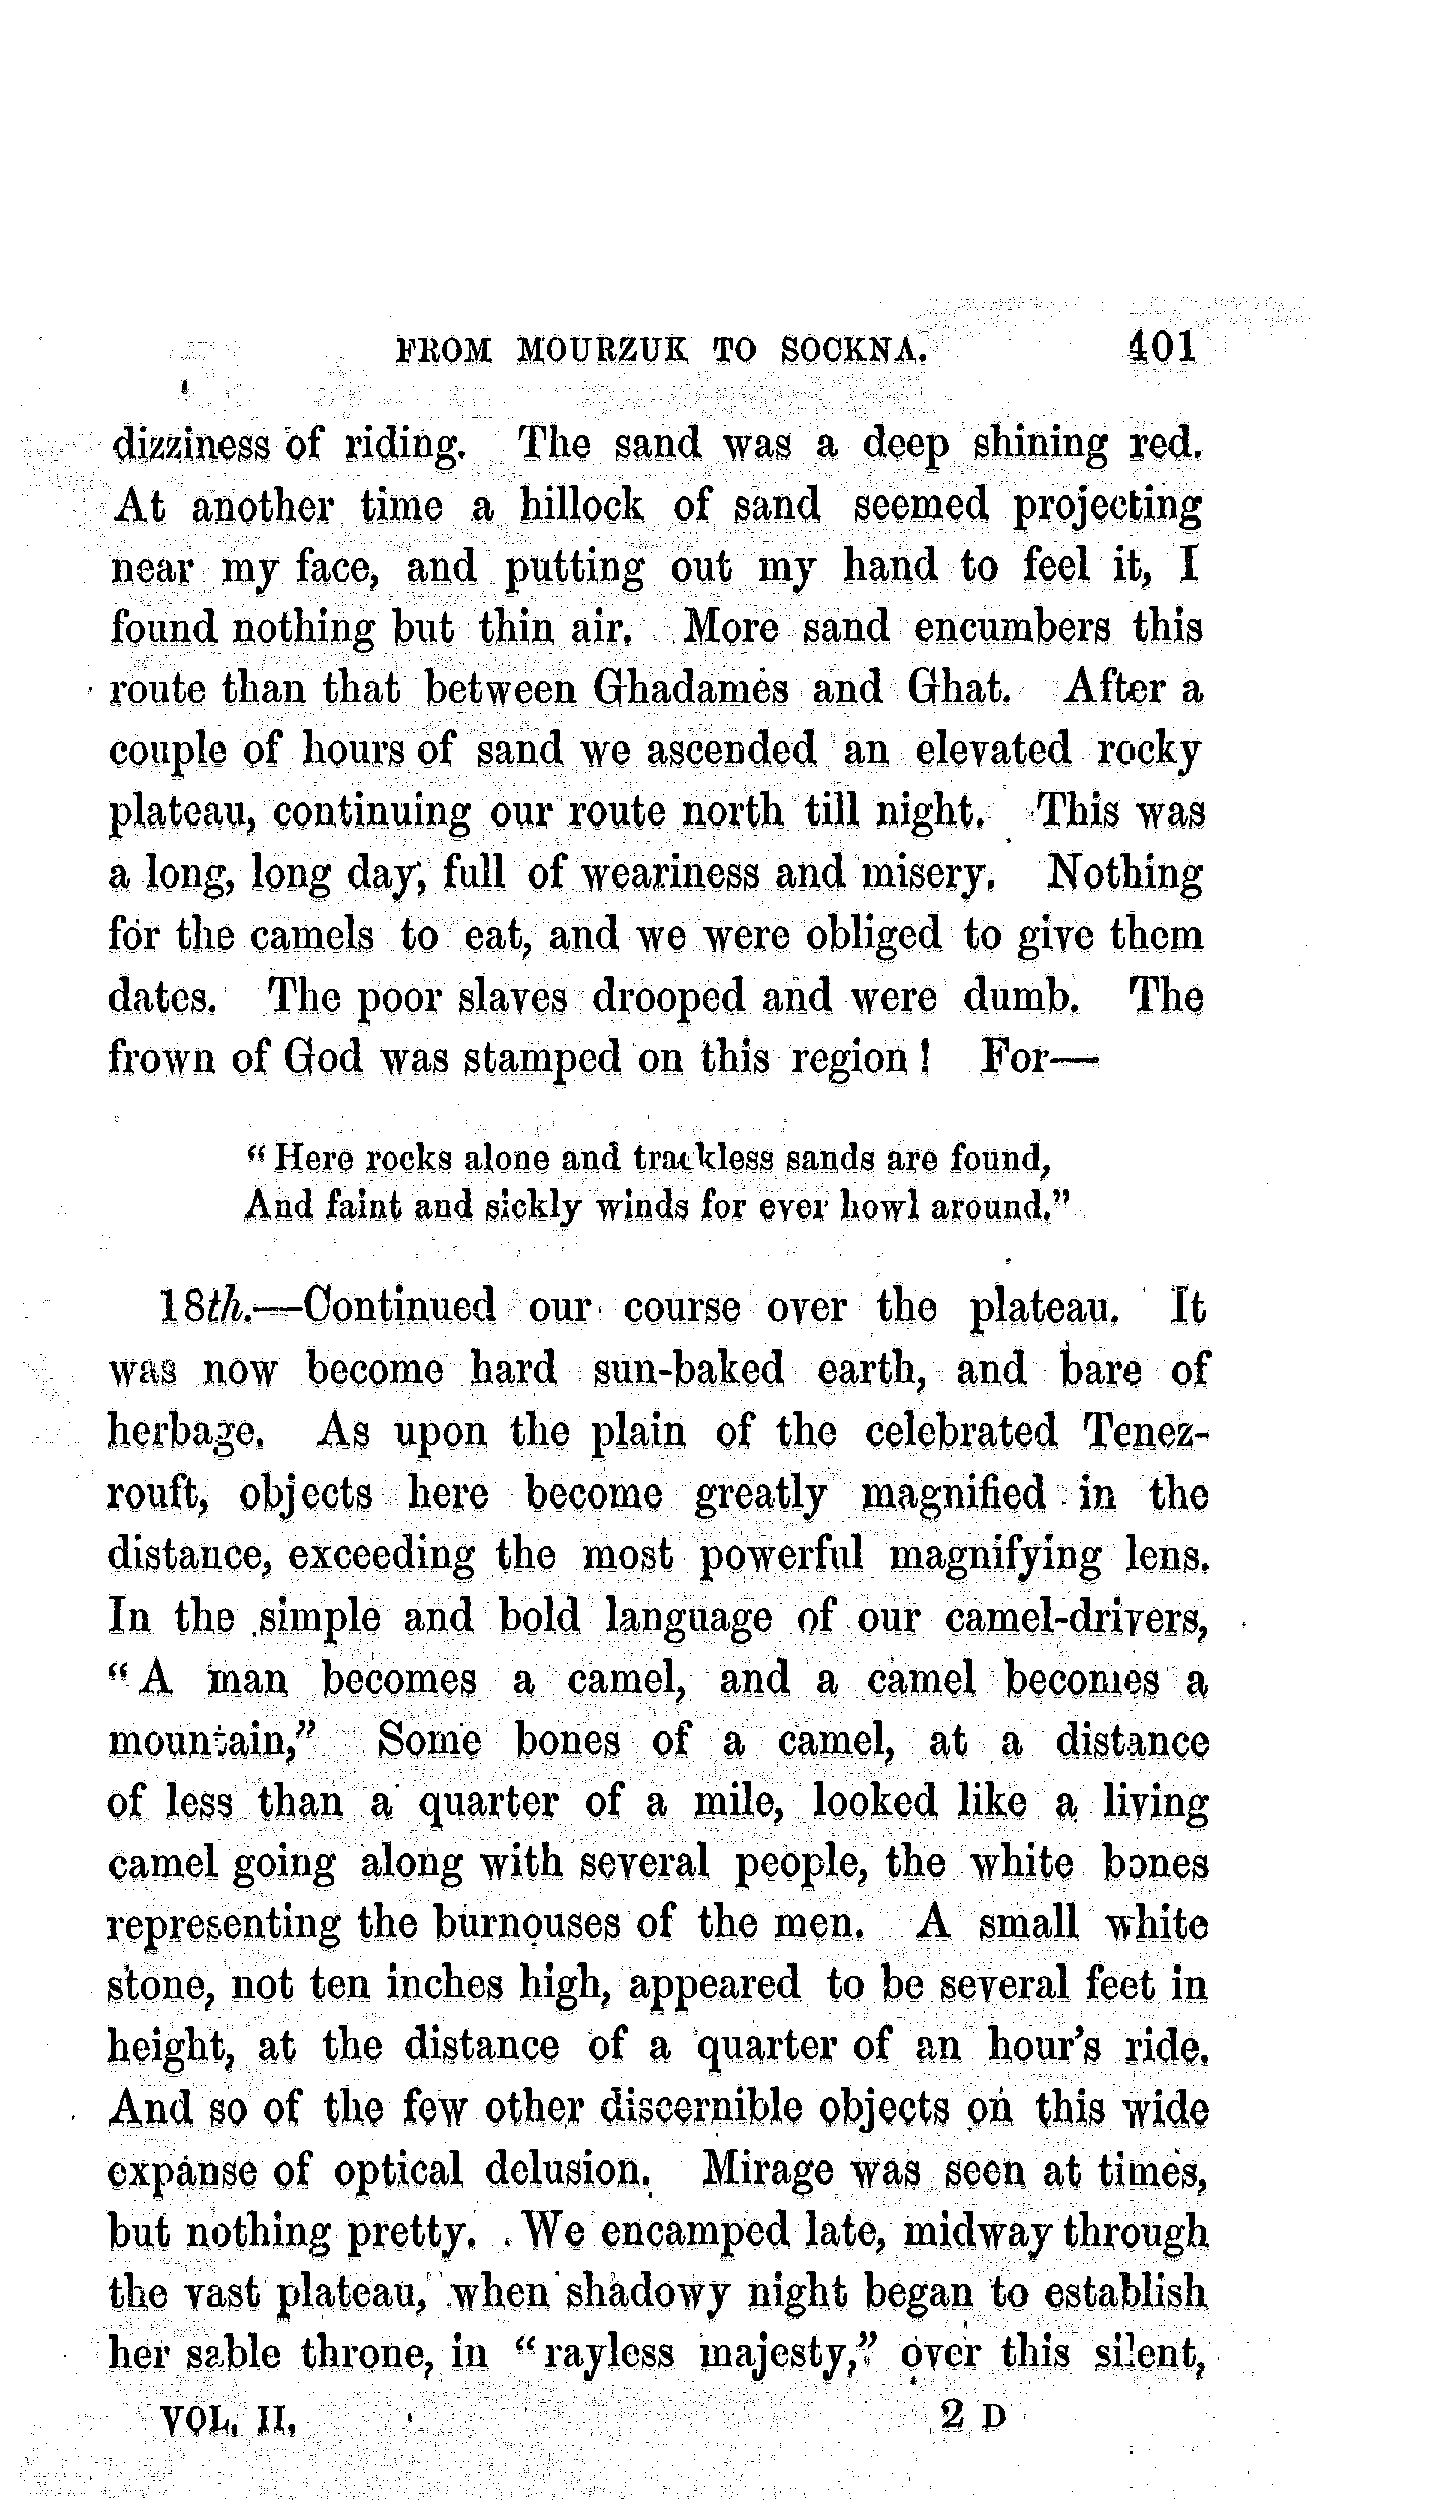 FROM MOURZUK TO SOCKNA. 401
dizziness of riding. The sand was a deep shining red.
At another time a hillock of sand seemed projecting
near my face, and putting out my hand to feel it, I
found nothing but thin air. More sand encumbers this
route than that between Ghadames and Ghat. After a
couple of hours of sand we ascended an elevated rocky
plateau, continuing our route north till night. This was
a long, long day, full of weariness and misery. Nothing
for the camels to eat, and we were obliged to give them
dates. The poor slaves drooped and were dumb. The
frown of God was stamped on this region! For—
"Here rocks alone and trackless sands are found,
And faint and sickly winds for ever howl around."
18th.—Continued our course over the plateau. It
was now become hard sun-baked earth, and bare of
herbage. As upon the plain of the celebrated Tenez-
rouft, objects here become greatly magnified in the
distance, exceeding the most powerful magnifying lens.
In the simple and bold language of our camel-drivers,
"A man becomes a camel, and a camel becomes a
mountain," Some bones of a camel, at a distance
of less than a quarter of a mile, looked like a living
camel going along with several people, the white bones
representing the burnouses of the men. A small white
stone, not ten inches high, appeared to be several feet in
height, at the distance of a quarter of an hour's ride.
And so of the few other discernible objects on this wide
expanse of optical delusion. Mirage was seen at times,
but nothing pretty. We encamped late, midway through
the vast plateau, when shadowy night began to establish
her sable throne, in "rayless majesty," over this silent,
VOL. II. 2 D